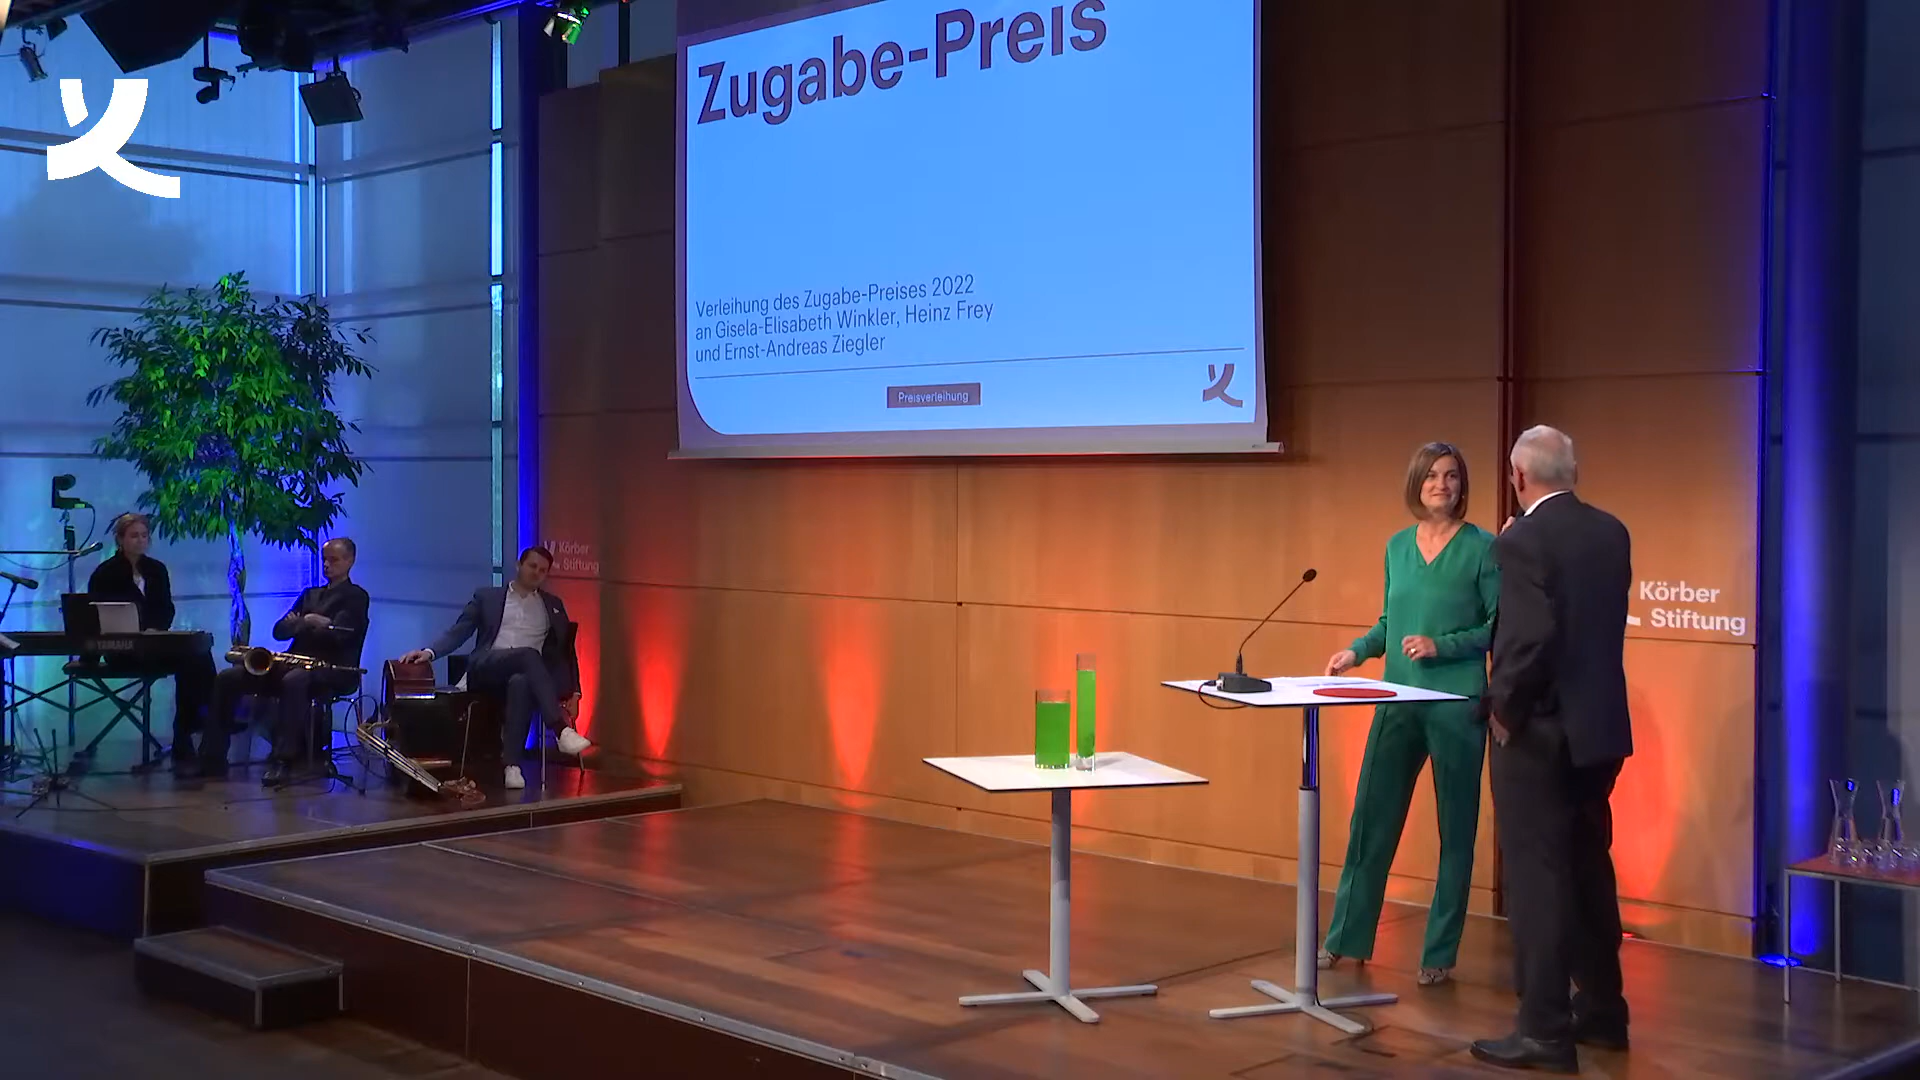 Zugabe-Preis
Verleihung des Zugabe-Preises 2022
an Gisela-Elisabeth Winkler, Heinz Frey
und Ernst-Andreas Ziegler
Preisverleihung
Körber
Stiftung
Körber
Stiftung
YAMAHA